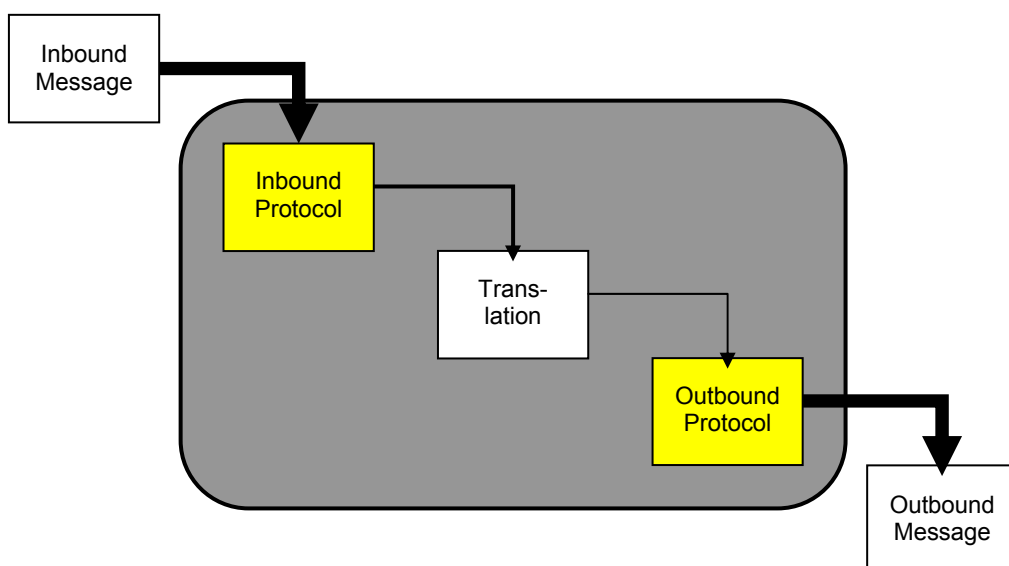 Inbound
Message
Inbound
Protocol
Trans-
lation
Outbound
Protocol
Outbound
Message